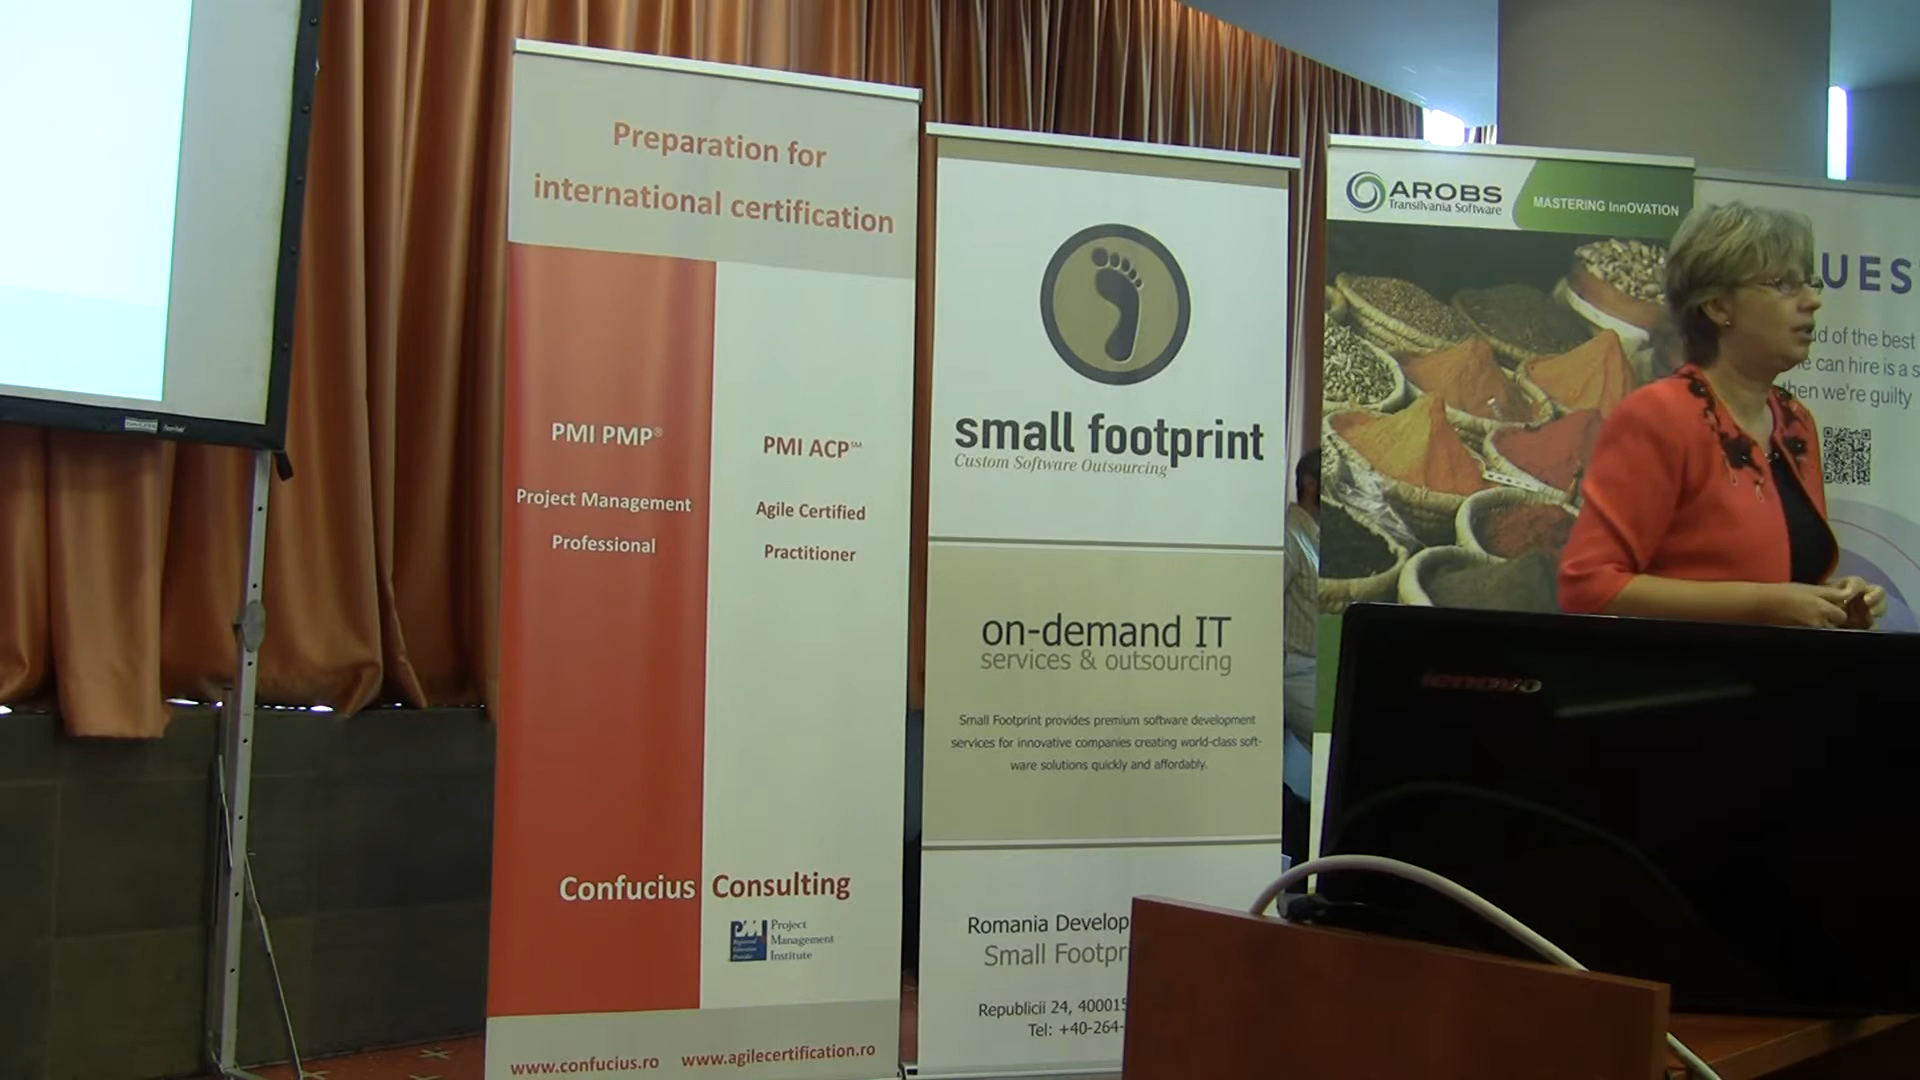 Preparation for
international certification
PMI PMP®
Project Management
Professional
PMI ACP℠
Agile Certified
Practitioner
Confucius Consulting
PMI
Project
Management
Institute
www.confucius.ro www.agilecertification.ro
small footprint
Custom Software Outsourcing
on-demand IT
services & outsourcing
Small Footprint provides premium software development
services for innovative companies creating world-class soft-
ware solutions quickly and affordably.
Romania Develop
Small Footpr
Republicii 24, 400015
Tel: +40-264-
AROBS
Transilvania Software
MASTERING InnOVATION
UES
of the best
can hire is a s
then we're guilty
lenovo